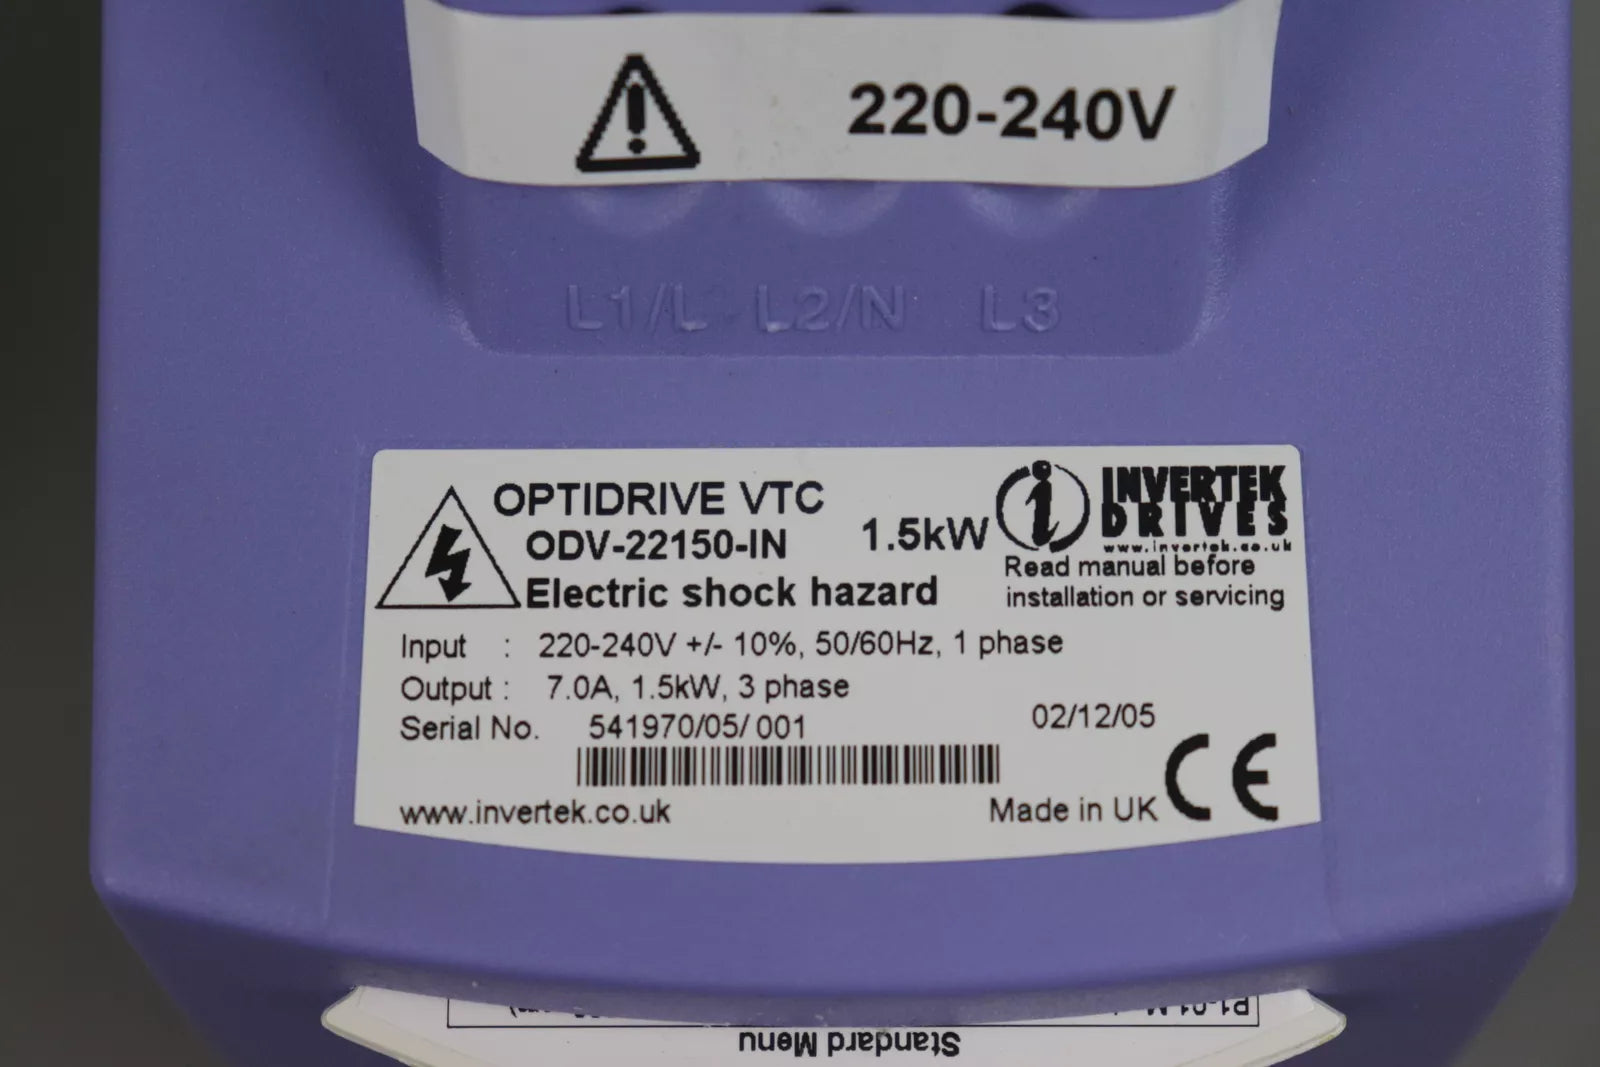 220-240V
L1/L L2/N L3
OPTIDRIVE VTC
ODV-22150-IN
1.5kW
INVERTEK
DRIVES
www.invertek.co.uk
Electric shock hazard
Read manual before
installation or servicing
Input : 220-240V +/- 10%, 50/60Hz, 1 phase
Output : 7.0A, 1.5kW, 3 phase
Serial No. 541970/05/ 001
02/12/05
www.invertek.co.uk
Made in UK
CE
Standard Menu